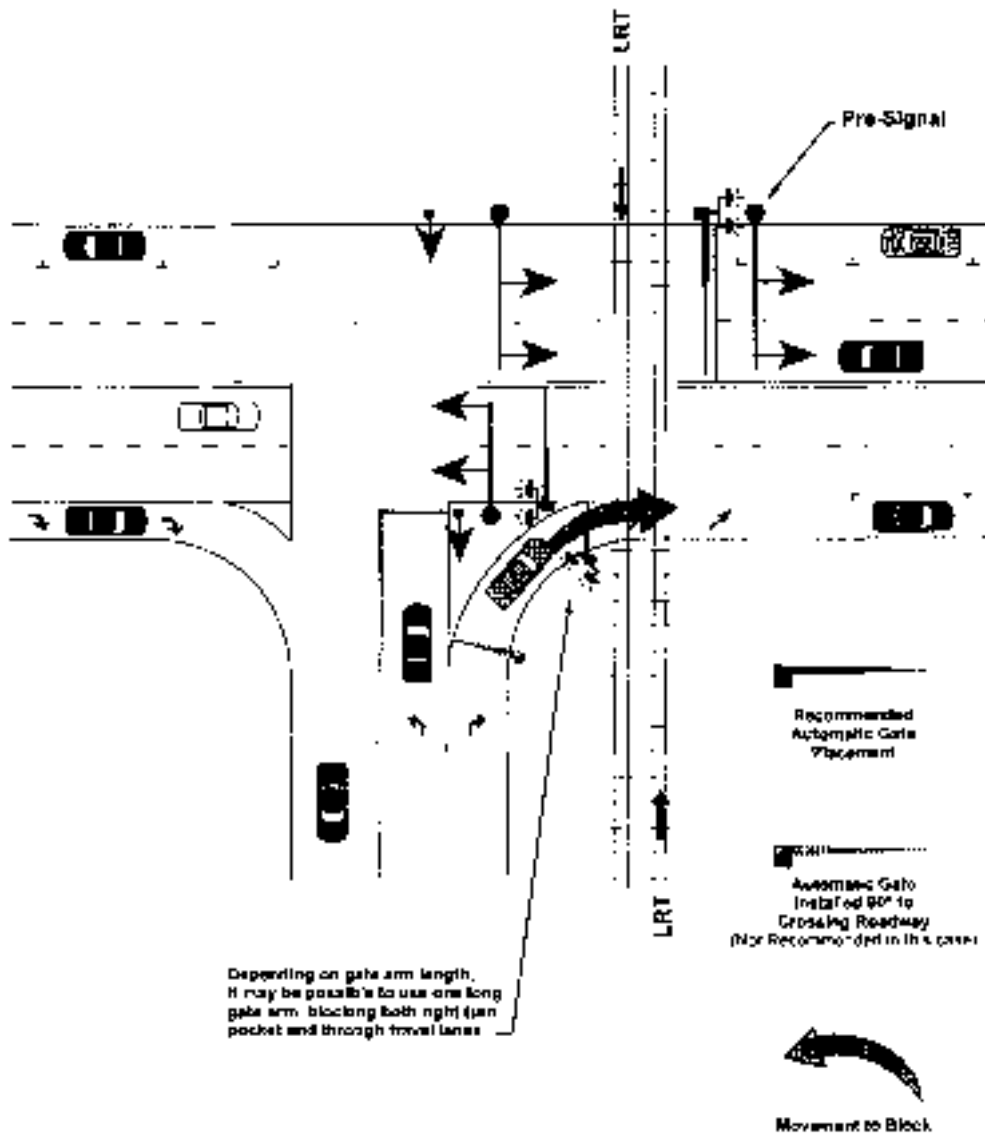 LRT
Pre-Signal
Recommended
Automatic Gate
Placement
Automatic Gate
Installed 90° to
Crossing Roadway
(Not Recommended in this case)
LRT
Depending on gate arm length,
it may be possible to use one long
gate arm blocking both right turn
pocket and through travel lanes
Movement to Block